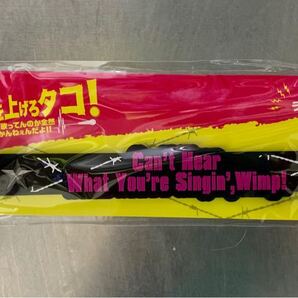 を上げろタコ！
歌ってんのか全然
かんねぇんだよ!!
Can't Hear
What You're Singin',Wimp!